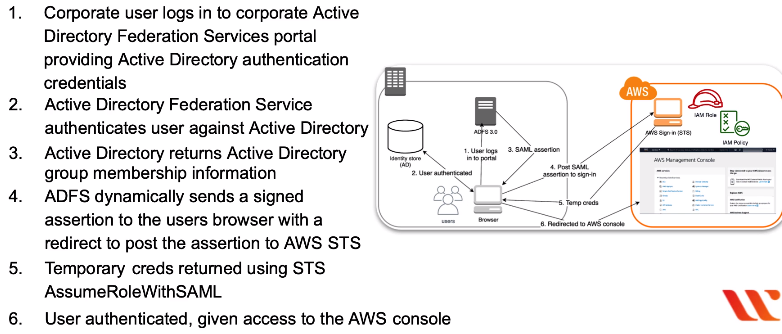 1. Corporate user logs in to corporate Active
Directory Federation Services portal
providing Active Directory authentication
credentials
2. Active Directory Federation Service
authenticates user against Active Directory
3. Active Directory returns Active Directory
group membership information
4. ADFS dynamically sends a signed
assertion to the users browser with a
redirect to post the assertion to AWS STS
5. Temporary creds returned using STS
AssumeRoleWithSAML
6. User authenticated, given access to the AWS console
AWS
IAM Role
ADFS 3.0
AWS Sign-in (STS)
IAM Policy
Identity store
(AD)
1. User logs
in to portal
3. SAML assertion
2. User authenticated
4. Post SAML
assertion to sign-in
AWS Management Console
5. Temp creds
users
Browser
6. Redirected to AWS console